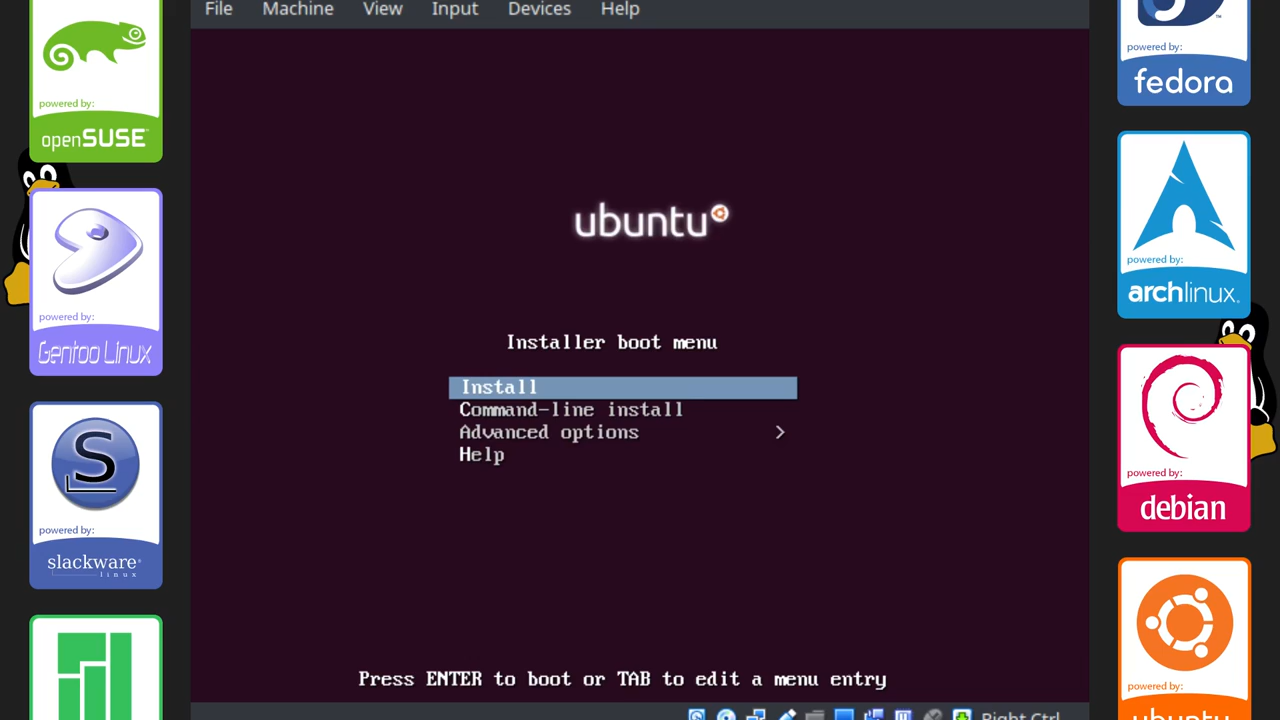 File Machine View Input Devices Help
powered by:
openSUSE
powered by:
Gentoo Linux
powered by:
slackware
linux
ubuntu
Installer boot menu
Install
Command-line install
Advanced options >
Help
Press ENTER to boot or TAB to edit a menu entry
Right Ctrl
powered by:
fedora
powered by:
archlinux
powered by:
debian
powered by:
ubuntu